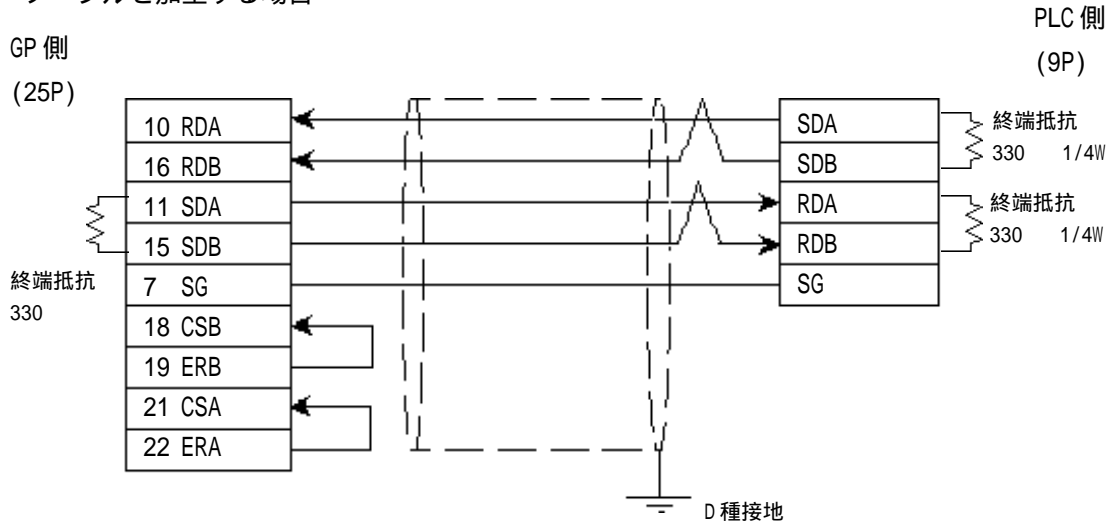 ケーブルを加工する場合
PLC 側
(9P)
GP 側
(25P)
10 RDA
16 RDB
11 SDA
15 SDB
7 SG
18 CSB
19 ERB
21 CSA
22 ERA
終端抵抗
330
SDA
SDB
RDA
RDB
SG
終端抵抗
330 1/4W
終端抵抗
330 1/4W
D 種接地